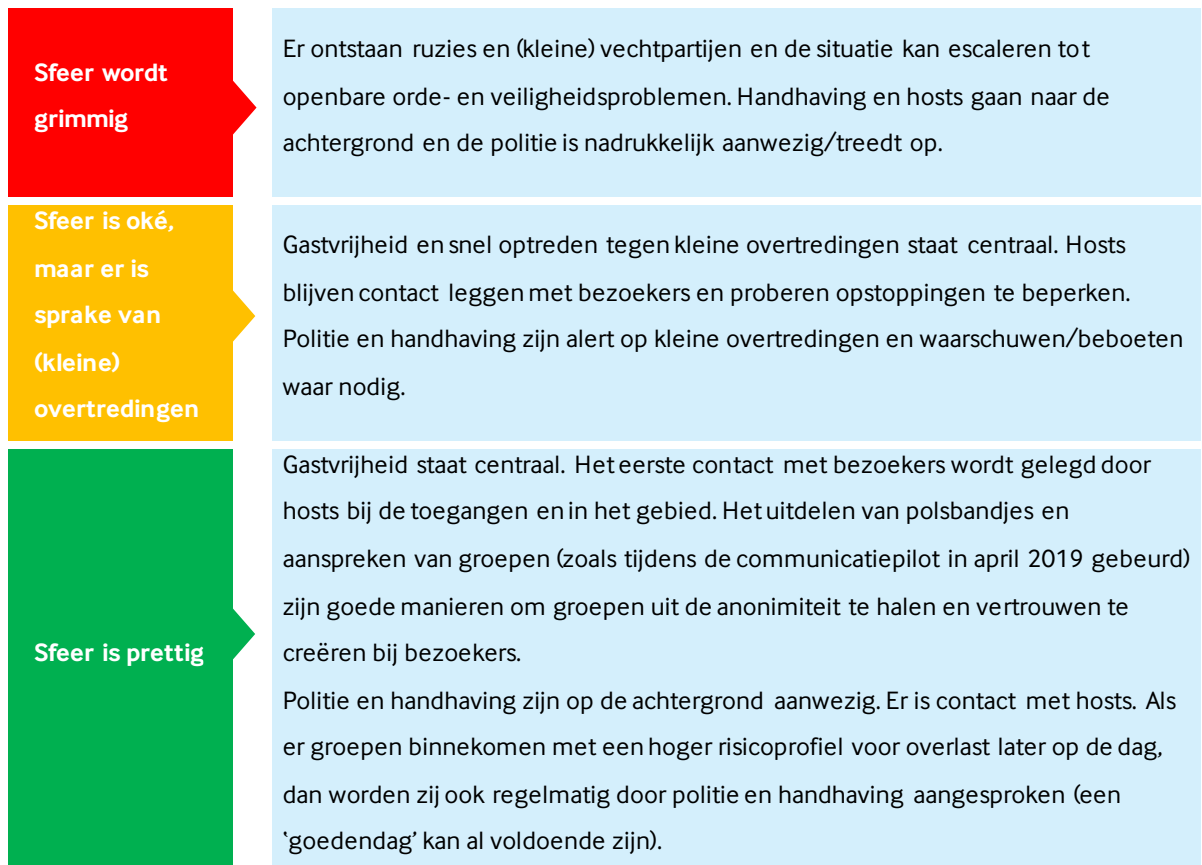 Sfeer wordt
grimmig
Er ontstaan ruzies en (kleine) vechtpartijen en de situatie kan escaleren tot
openbare orde- en veiligheidsproblemen. Handhaving en hosts gaan naar de
achtergrond en de politie is nadrukkelijk aanwezig/treedt op.
Sfeer is oké,
maar er is
sprake van
(kleine)
overtredingen
Gastvrijheid en snel optreden tegen kleine overtredingen staat centraal. Hosts
blijven contact leggen met bezoekers en proberen opstoppingen te beperken.
Politie en handhaving zijn alert op kleine overtredingen en waarschuwen/beboeten
waar nodig.
Sfeer is prettig
Gastvrijheid staat centraal. Het eerste contact met bezoekers wordt gelegd door
hosts bij de toegangen en in het gebied. Het uitdelen van polsbandjes en
aanspreken van groepen (zoals tijdens de communicatiepilot in april 2019 gebeurd)
zijn goede manieren om groepen uit de anonimiteit te halen en vertrouwen te
creëren bij bezoekers.
Politie en handhaving zijn op de achtergrond aanwezig. Er is contact met hosts. Als
er groepen binnekomen met een hoger risicoprofiel voor overlast later op de dag,
dan worden zij ook regelmatig door politie en handhaving aangesproken (een
‘goedendag’ kan al voldoende zijn).